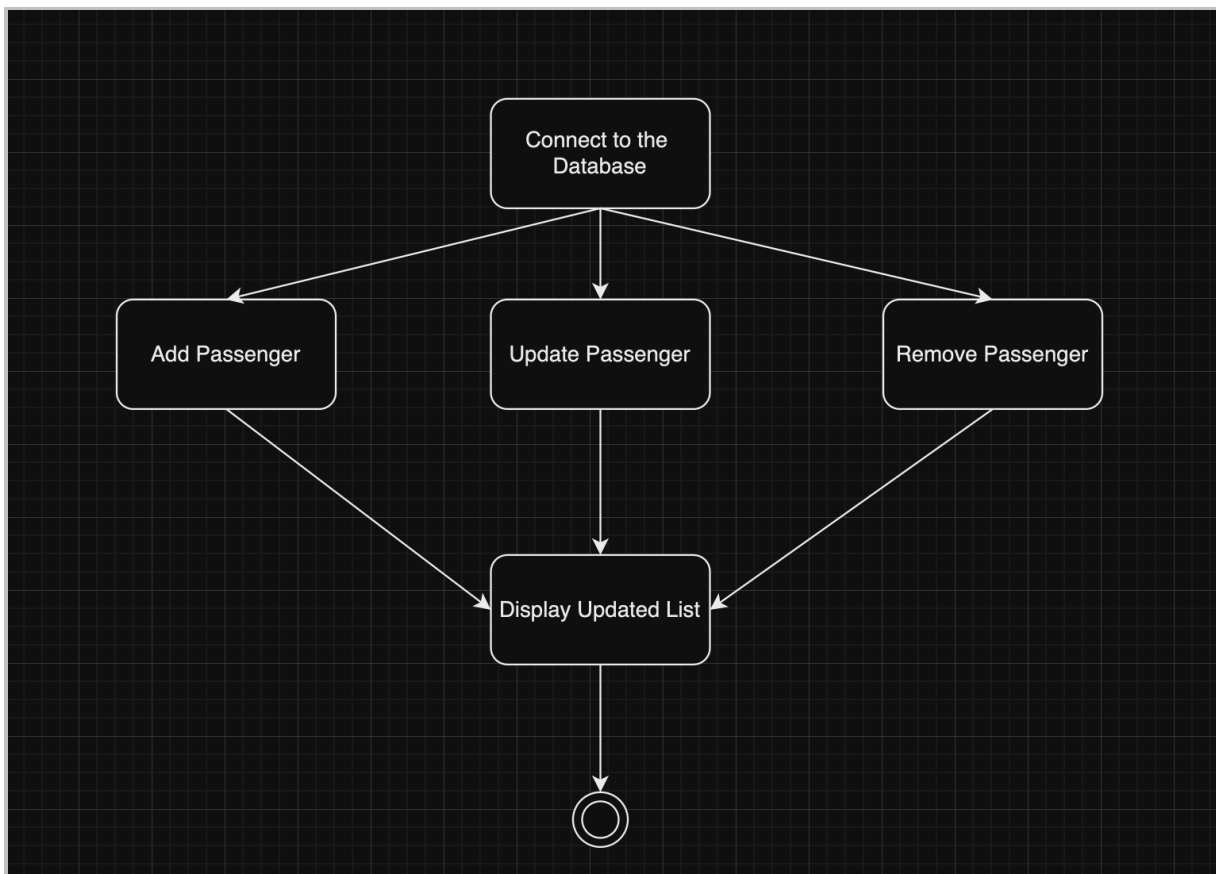 Connect to the
Database
Add Passenger
Update Passenger
Remove Passenger
Display Updated List